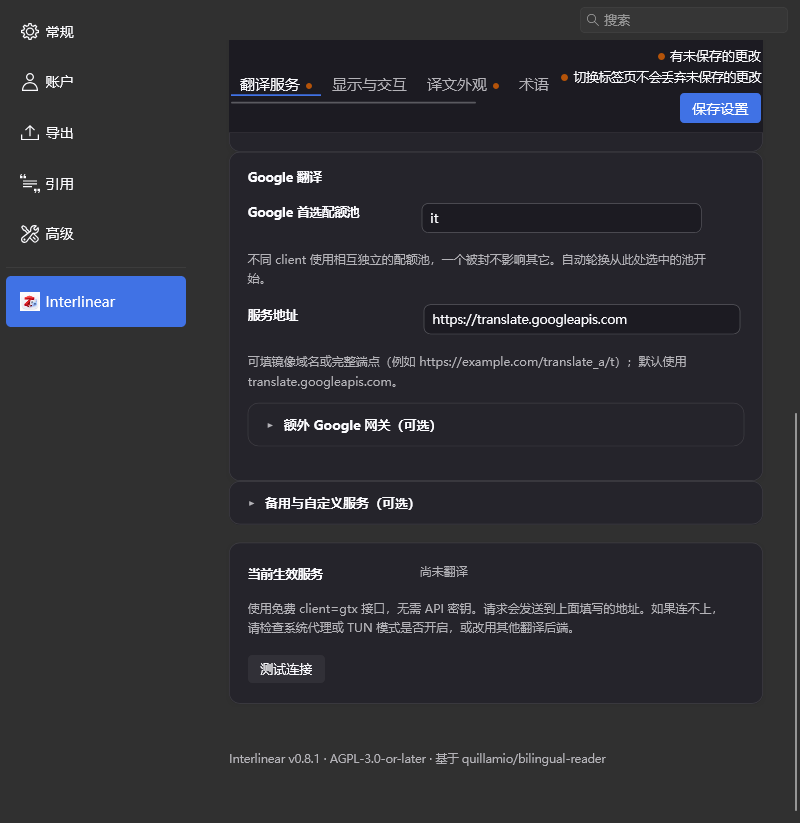 搜索
常规
账户
导出
引用
高级
Interlinear
有未保存的更改
切换标签页不会丢弃未保存的更改
翻译服务
显示与交互
译文外观
术语
保存设置
Google 翻译
Google 首选配额池
it
不同 client 使用相互独立的配额池，一个被封不影响其它。自动轮换从此处选中的池开
始。
服务地址
https://translate.googleapis.com
可填镜像域名或完整端点（例如 https://example.com/translate_a/t）；默认使用
translate.googleapis.com。
额外 Google 网关（可选）
备用与自定义服务（可选）
当前生效服务
尚未翻译
使用免费 client=gtx 接口，无需 API 密钥。请求会发送到上面填写的地址。如果连不上，
请检查系统代理或 TUN 模式是否开启，或改用其他翻译后端。
测试连接
Interlinear v0.8.1 · AGPL-3.0-or-later · 基于 quillamio/bilingual-reader